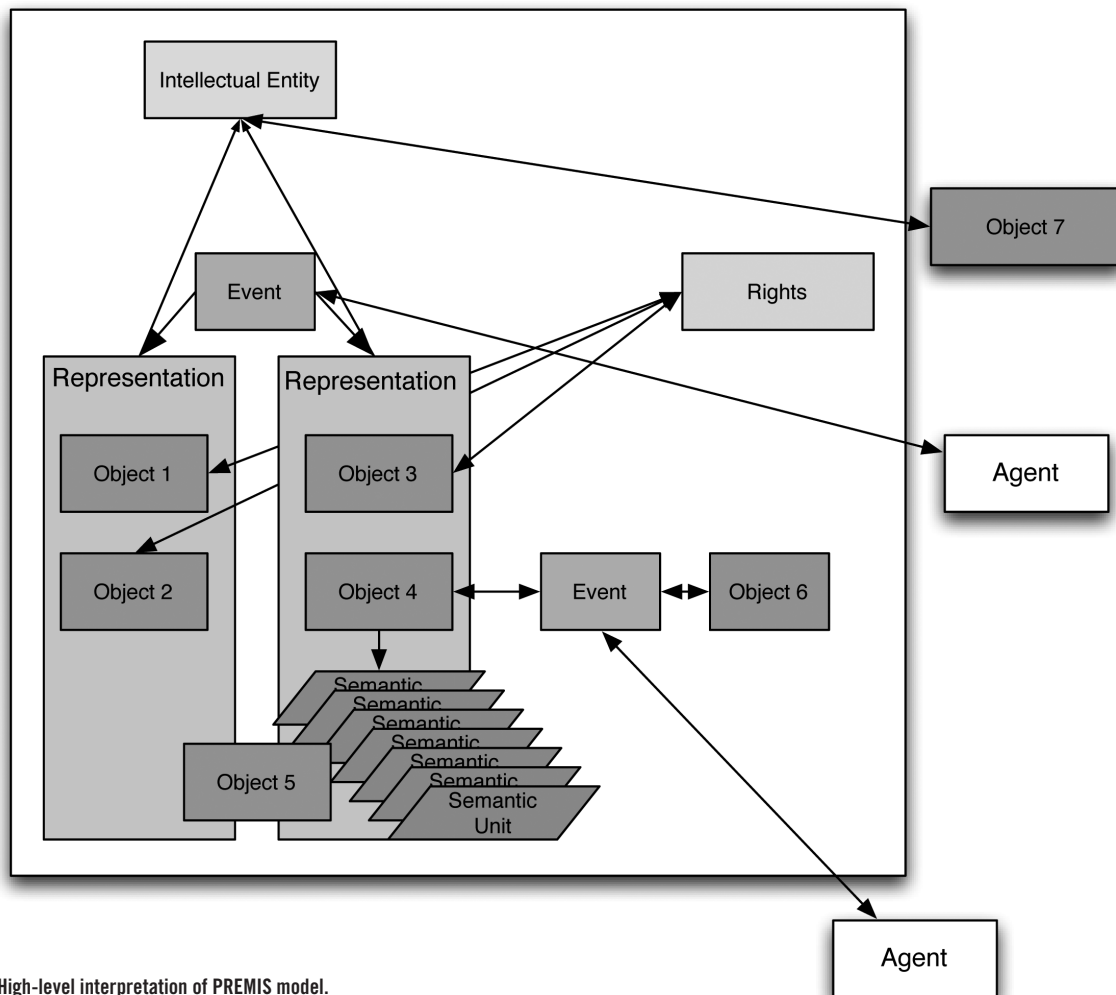 Intellectual Entity
Object 7
Event
Rights
Representation
Representation
Agent
Object 1
Object 3
Object 2
Object 4
Event
Object 6
Semantic
Semantic
Semantic
Semantic
Semantic
Semantic
Object 5
Semantic
Unit
Agent
High-level interpretation of PREMIS model.